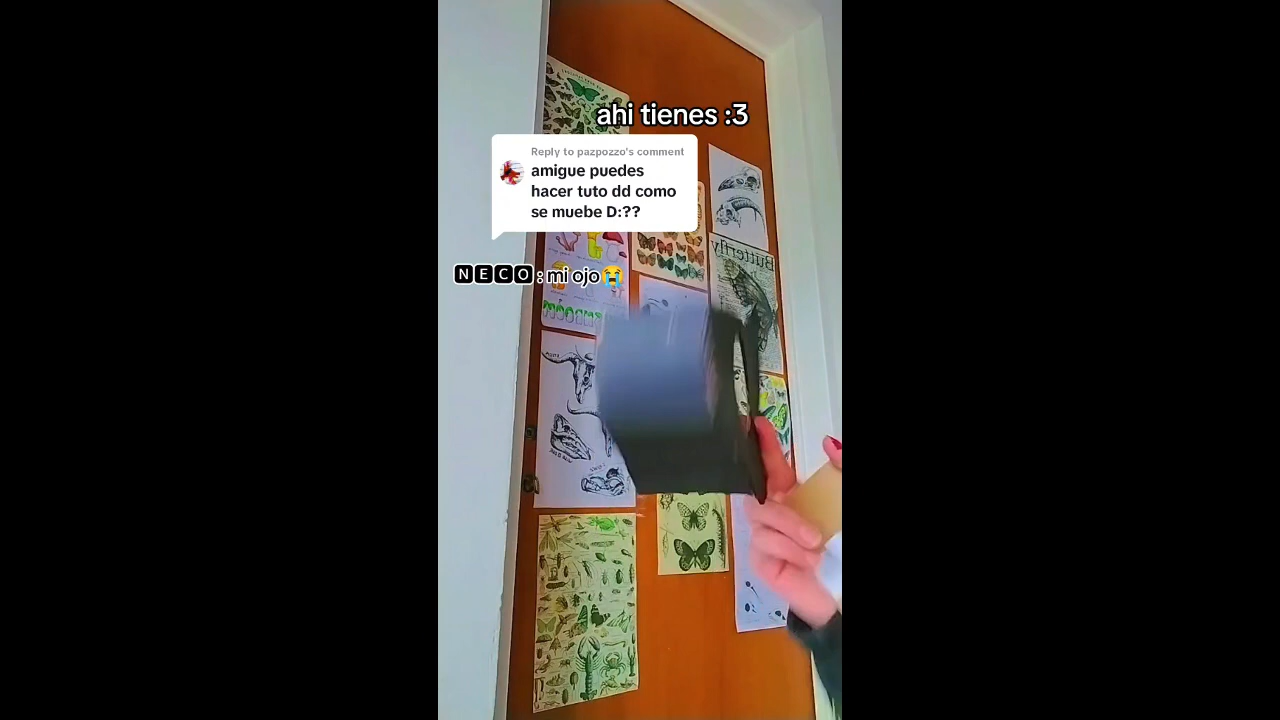 ahi tienes :3
Reply to pazpozzo's comment
amigue puedes
hacer tuto dd como
se muebe D:??
NECO : mi ojo😭
Butterfly